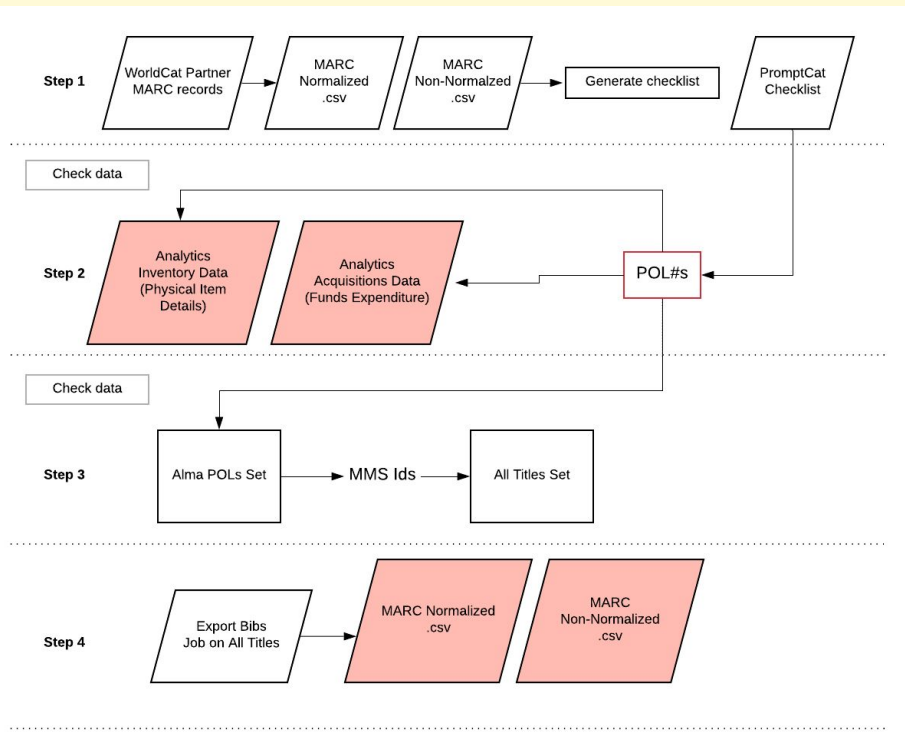 Step 1
WorldCat Partner
MARC records
MARC
Normalized
.csv
MARC
Non-Normalzed
.csv
Generate checklist
PromptCat
Checklist
Check data
Step 2
Analytics
Inventory Data
(Physical Item
Details)
Analytics
Acquisitions Data
(Funds Expenditure)
POL#s
Check data
Step 3
Alma POLs Set
MMS Ids
All Titles Set
Step 4
Export Bibs
Job on All Titles
MARC Normalized
.csv
MARC
Non-Normalized
.csv